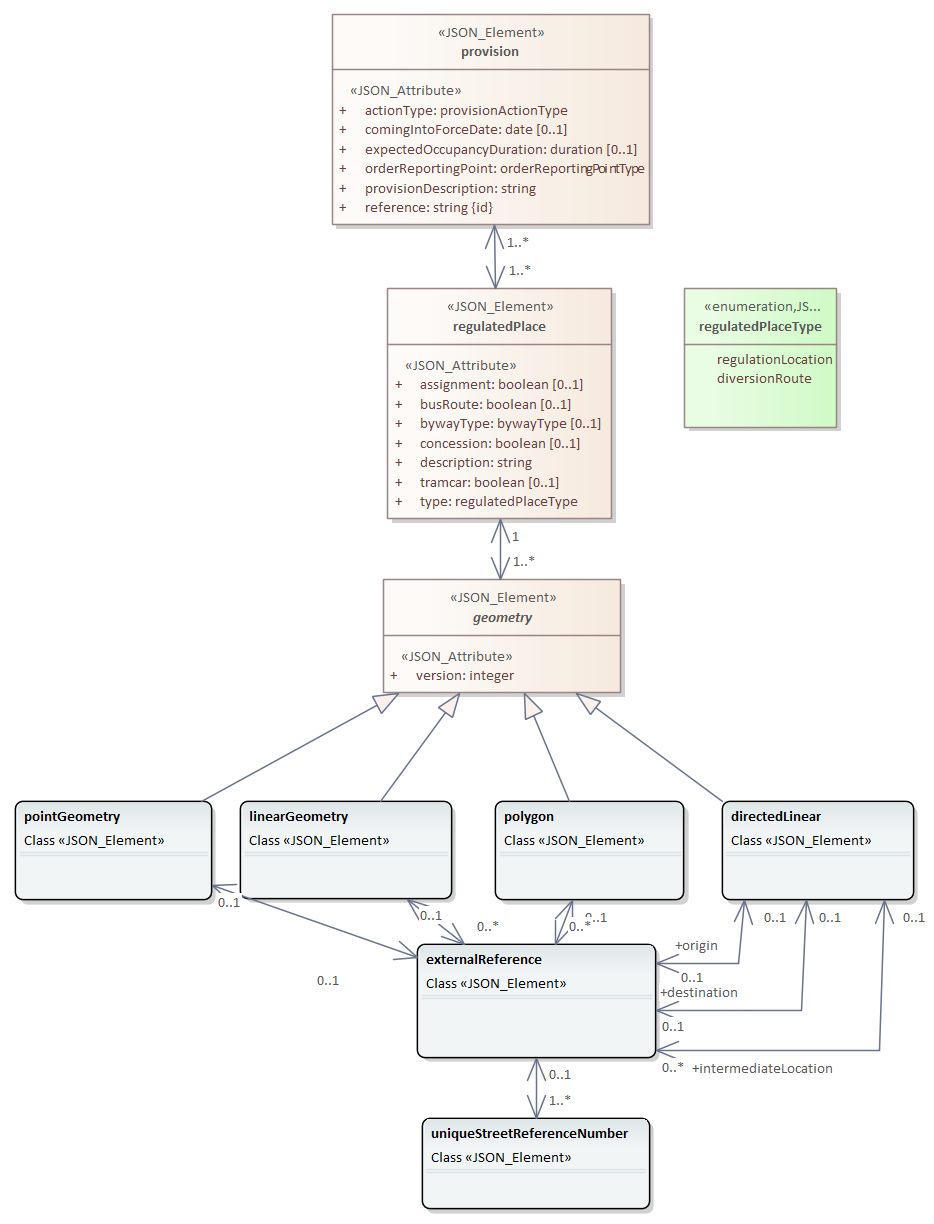 «JSON_Element»
provision
«JSON_Attribute»
+ actionType: provisionActionType
+ comingIntoForceDate: date [0..1]
+ expectedOccupancyDuration: duration [0..1]
+ orderReportingPoint: orderReportingPointType
+ provisionDescription: string
+ reference: string {id}
1..*
1..*
«JSON_Element»
regulatedPlace
«JSON_Attribute»
+ assignment: boolean [0..1]
+ busRoute: boolean [0..1]
+ bywayType: bywayType [0..1]
+ concession: boolean [0..1]
+ description: string
+ tramcar: boolean [0..1]
+ type: regulatedPlaceType
«enumeration,JS...
regulatedPlaceType
regulationLocation
diversionRoute
1
1..*
«JSON_Element»
geometry
«JSON_Attribute»
+ version: integer
pointGeometry
Class «JSON_Element»
linearGeometry
Class «JSON_Element»
polygon
Class «JSON_Element»
directedLinear
Class «JSON_Element»
0..1
0..1
0..1
0..*
0..1
0..*
0..1
0..1
0..1
externalReference
Class «JSON_Element»
+origin
0..1
+destination
0..1
0..* +intermediateLocation
0..1
1..*
uniqueStreetReferenceNumber
Class «JSON_Element»